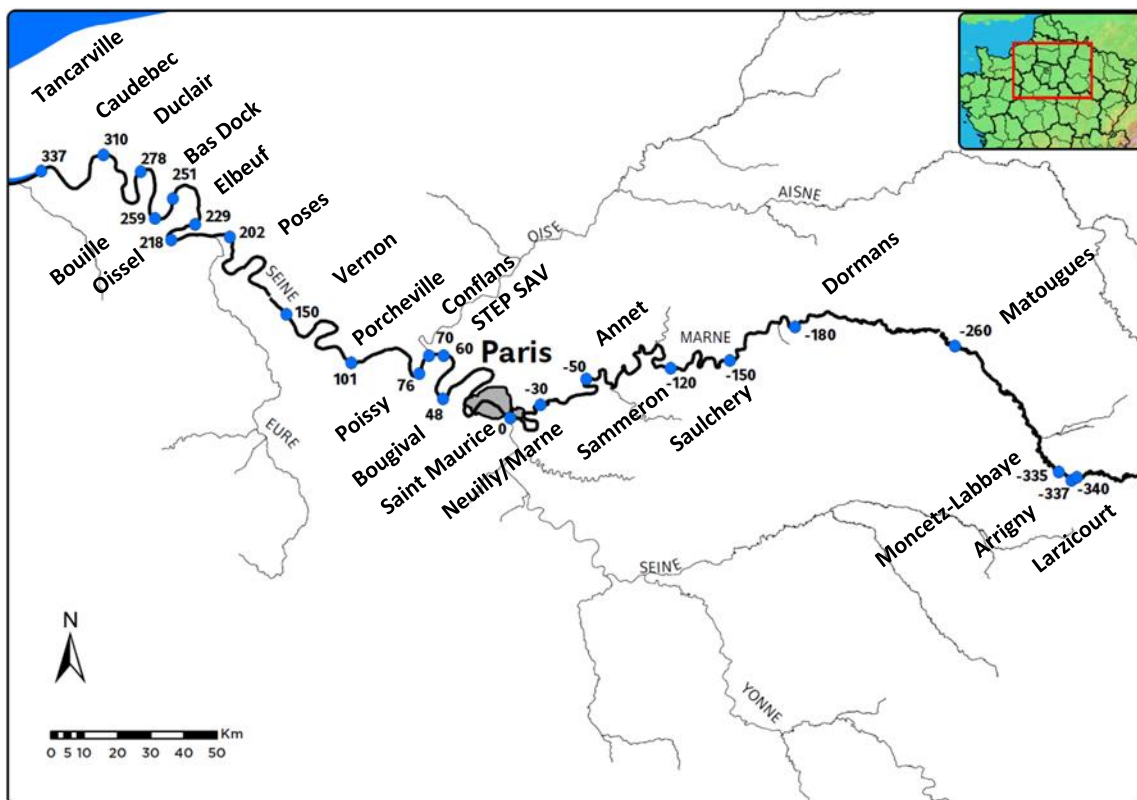 Tancarville
Caudebec
Duclair
Bas Dock
Elbeuf
Poses
Vernon
Porcheville
Conflans
STEP SAV
Paris
Annet
Dormans
Matougues
337
310
278
251
259
229
218
202
150
101
76
70
60
48
0
-30
-50
-120
-150
-180
-260
-335
-337
-340
Bouille
Oissel
Poissy
Bougival
Saint Maurice
Neuilly/Marne
Sammeron
Saulchery
Moncetz-Labbaye
Arrigny
Larzicourt
SEINE
OISE
AISNE
MARNE
EURE
SEINE
YONNE
N
Km
0 5 10 20 30 40 50